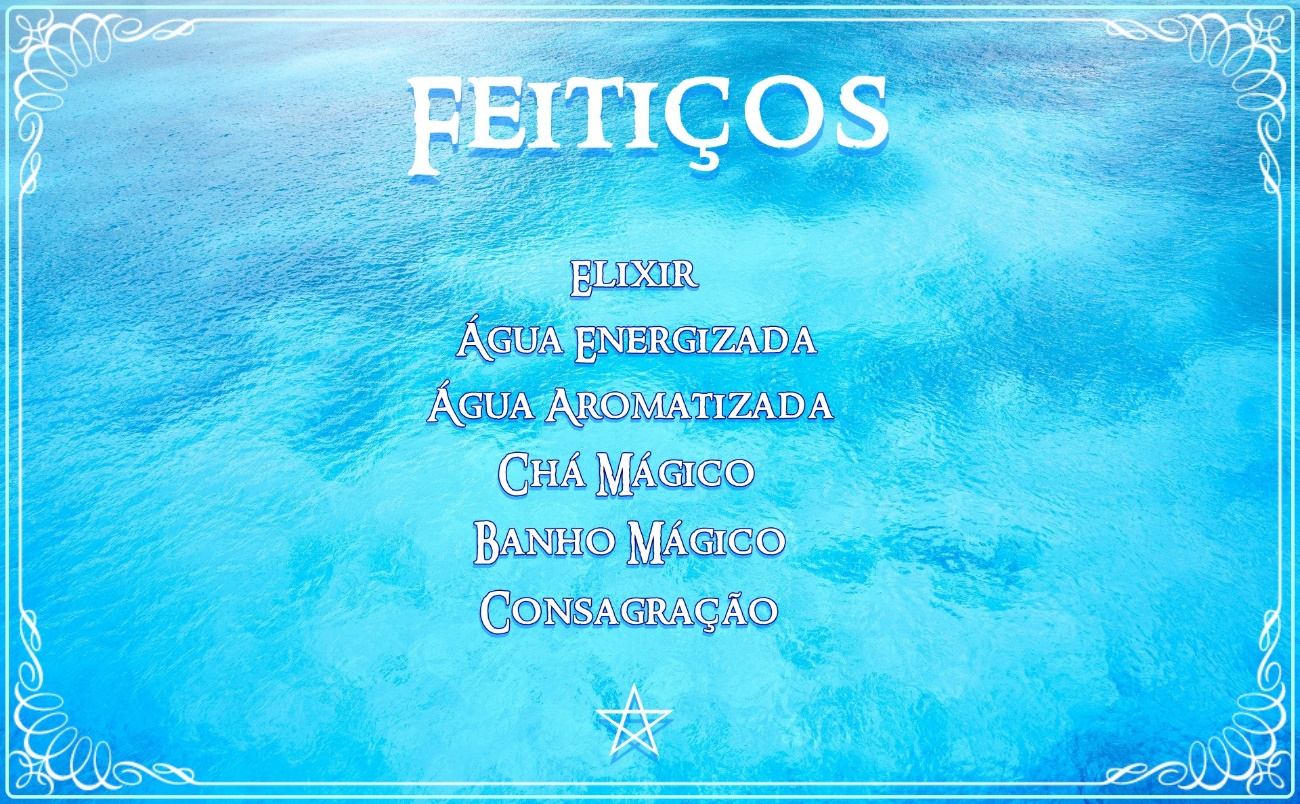 Feitiços
Elixir
Água Energizada
Água Aromatizada
Chá Mágico
Banho Mágico
Consagração